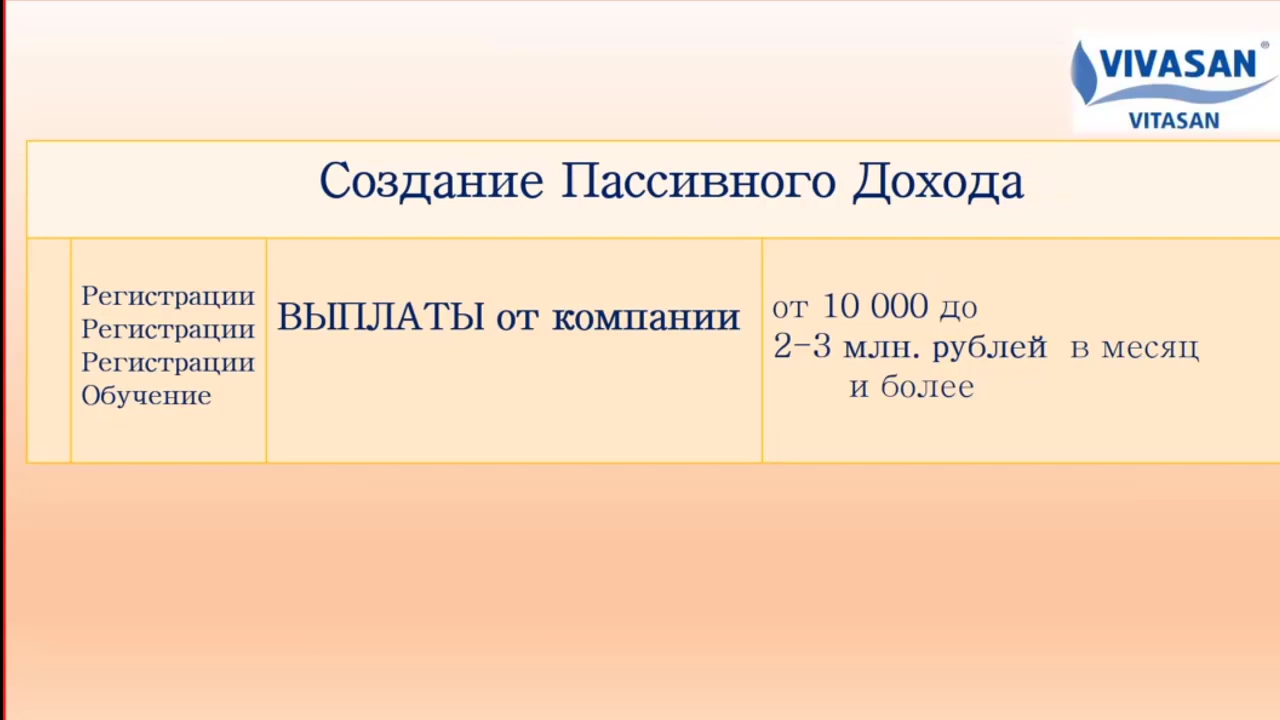 VIVASAN®
VITASAN
Создание Пассивного Дохода
Регистрации
Регистрации
Регистрации
Обучение
ВЫПЛАТЫ от компании
от 10 000 до
2-3 млн. рублей в месяц
и более